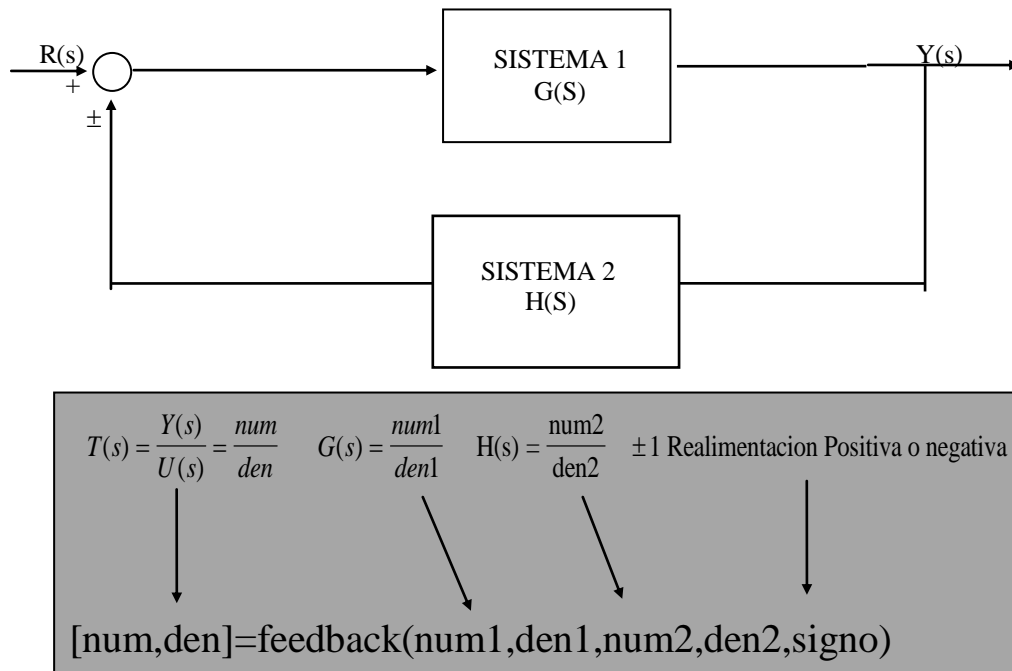 R(s)
+
±
SISTEMA 1
G(S)
Y(s)
SISTEMA 2
H(S)
T(s) = Y(s)/U(s) = num/den    G(s) = num1/den1    H(s) = num2/den2    ±1 Realimentacion Positiva o negativa
[num,den]=feedback(num1,den1,num2,den2,signo)